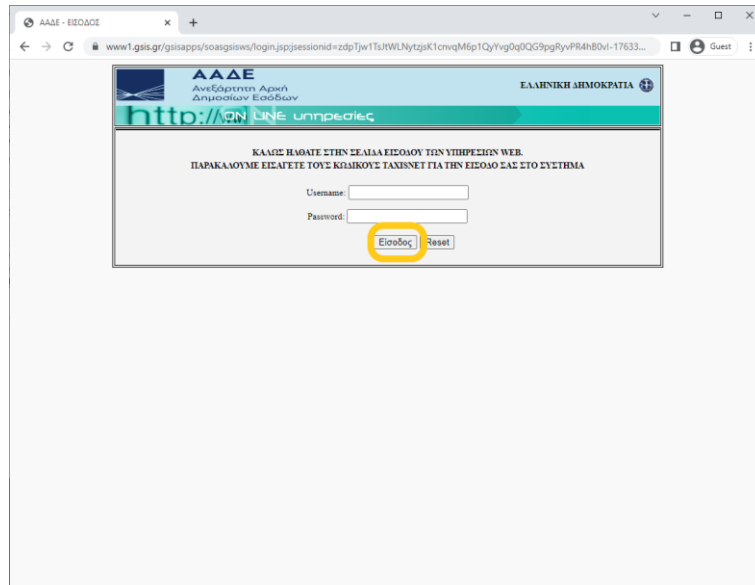 ΑΑΔΕ - ΕΙΣΟΔΟΣ
www1.gsis.gr/gsisapps/soasgsisws/login.jsp;jsessionid=zdpTjw1TsJtWLNytzjsK1cnvqM6p1QyYvg0q0QG9pgRyvPR4hB0vl-17633...
Guest
ΑΑΔΕ
Ανεξάρτητη Αρχή
Δημοσίων Εσόδων
ΕΛΛΗΝΙΚΗ ΔΗΜΟΚΡΑΤΙΑ
http://
ON LINE υπηρεσίες
ΚΑΛΩΣ ΗΛΘΑΤΕ ΣΤΗΝ ΣΕΛΙΔΑ ΕΙΣΟΔΟΥ ΤΩΝ ΥΠΗΡΕΣΙΩΝ WEB.
ΠΑΡΑΚΑΛΟΥΜΕ ΕΙΣΑΓΕΤΕ ΤΟΥΣ ΚΩΔΙΚΟΥΣ TAXISNET ΓΙΑ ΤΗΝ ΕΙΣΟΔΟ ΣΑΣ ΣΤΟ ΣΥΣΤΗΜΑ
Username:
Password:
Είσοδος Reset